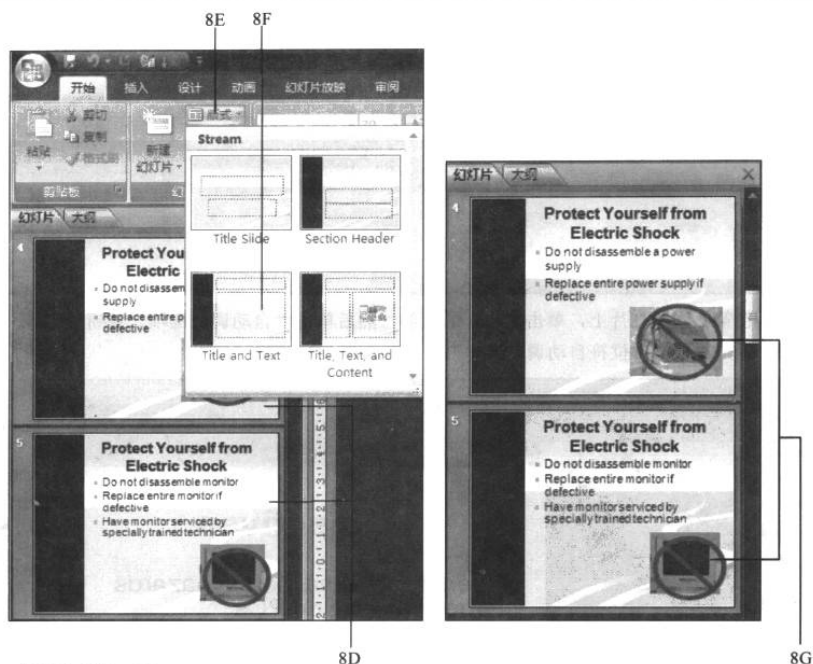 8E 8F
开始 插入 设计 动画 幻灯片放映 审阅
粘贴 剪切 复制 格式刷
新建
幻灯片
版式
剪贴板
Stream
Title Slide Section Header
Title and Text Title, Text, and
Content
幻灯片 大纲
4
Protect You
Electric
Do not disassem
supply
Replace entire p
defective
5
Protect Yourself from
Electric Shock
Do not disassemble monitor
Replace entire monitor if
defective
Have monitor serviced by
specially trained technician
8D
幻灯片 大纲
4
Protect Yourself from
Electric Shock
Do not disassemble a power
supply
Replace entire power supply if
defective
5
Protect Yourself from
Electric Shock
Do not disassemble monitor
Replace entire monitor if
defective
Have monitor serviced by
specially trained technician
8G